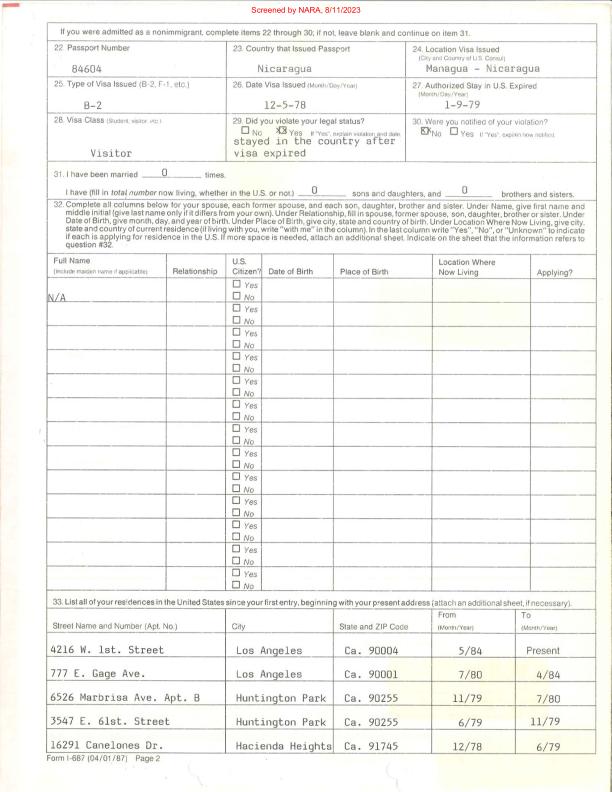 Screened by NARA, 8/11/2023
If you were admitted as a nonimmigrant, complete items 22 through 30; if not, leave blank and continue on item 31.
22. Passport Number
84604
23. Country that Issued Passport
Nicaragua
24. Location Visa Issued
(City and Country of U.S. Consul)
Managua - Nicaragua
25. Type of Visa Issued (B-2, F-1, etc.)
B-2
26. Date Visa Issued (Month/Day/Year)
12-5-78
27. Authorized Stay in U.S. Expired
(Month/Day/Year)
1-9-79
28. Visa Class (Student, visitor, etc.)
Visitor
29. Did you violate your legal status?
☐ No ☒ Yes If "Yes", explain violation and date.
stayed in the country after
visa expired
30. Were you notified of your violation?
☒ No ☐ Yes If "Yes", explain how notified.
31. I have been married 0 times.
I have (fill in total number now living, whether in the U.S. or not.) 0 sons and daughters, and 0 brothers and sisters.
32. Complete all columns below for your spouse, each former spouse, and each son, daughter, brother and sister. Under Name, give first name and
middle initial (give last name only if it differs from your own). Under Relationship, fill in spouse, former spouse, son, daughter, brother or sister. Under
Date of Birth, give month, day, and year of birth. Under Place of Birth, give city, state and country of birth. Under Location Where Now Living, give city,
state and country of current residence (if living with you, write "with me" in the column). In the last column write "Yes", "No", or "Unknown" to indicate
if each is applying for residence in the U.S. If more space is needed, attach an additional sheet. Indicate on the sheet that the information refers to
question #32.
Full Name
(Include maiden name if applicable)
Relationship
U.S.
Citizen?
Date of Birth
Place of Birth
Location Where
Now Living
Applying?
N/A
☐ Yes
☐ No
☐ Yes
☐ No
☐ Yes
☐ No
☐ Yes
☐ No
☐ Yes
☐ No
☐ Yes
☐ No
☐ Yes
☐ No
☐ Yes
☐ No
☐ Yes
☐ No
☐ Yes
☐ No
☐ Yes
☐ No
☐ Yes
☐ No
☐ Yes
☐ No
33. List all of your residences in the United States since your first entry, beginning with your present address (attach an additional sheet, if necessary).
Street Name and Number (Apt. No.) City State and ZIP Code From (Month/Year) To (Month/Year)
4216 W. 1st. Street Los Angeles Ca. 90004 5/84 Present
777 E. Gage Ave. Los Angeles Ca. 90001 7/80 4/84
6526 Marbrisa Ave. Apt. B Huntington Park Ca. 90255 11/79 7/80
3547 E. 61st. Street Huntington Park Ca. 90255 6/79 11/79
16291 Canelones Dr. Hacienda Heights Ca. 91745 12/78 6/79
Form I-687 (04/01/87) Page 2